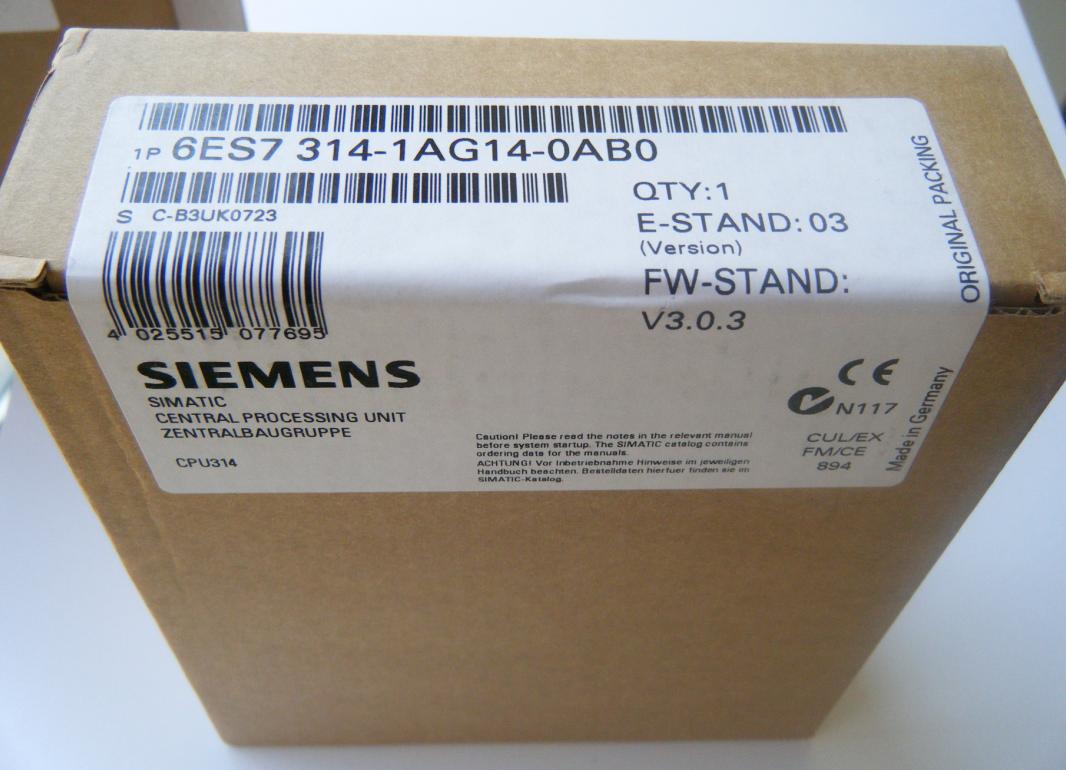 1P 6ES7 314-1AG14-0AB0
S C-B3UK0723
QTY:1
E-STAND: 03
(Version)
FW-STAND:
V3.0.3
ORIGINAL PACKING
4 025515 077695
SIEMENS
SIMATIC
CENTRAL PROCESSING UNIT
ZENTRALBAUGRUPPE
CPU314
Caution! Please read the notes in the relevant manual
before system startup. The SIMATIC catalog contains
ordering data for the manuals.
ACHTUNG! Vor Inbetriebnahme Hinweise im jeweiligen
Handbuch beachten. Bestelldaten hierfuer finden sie im
SIMATIC-Katalog.
CE
N117
CUL/EX
FM/CE
894
Made in Germany